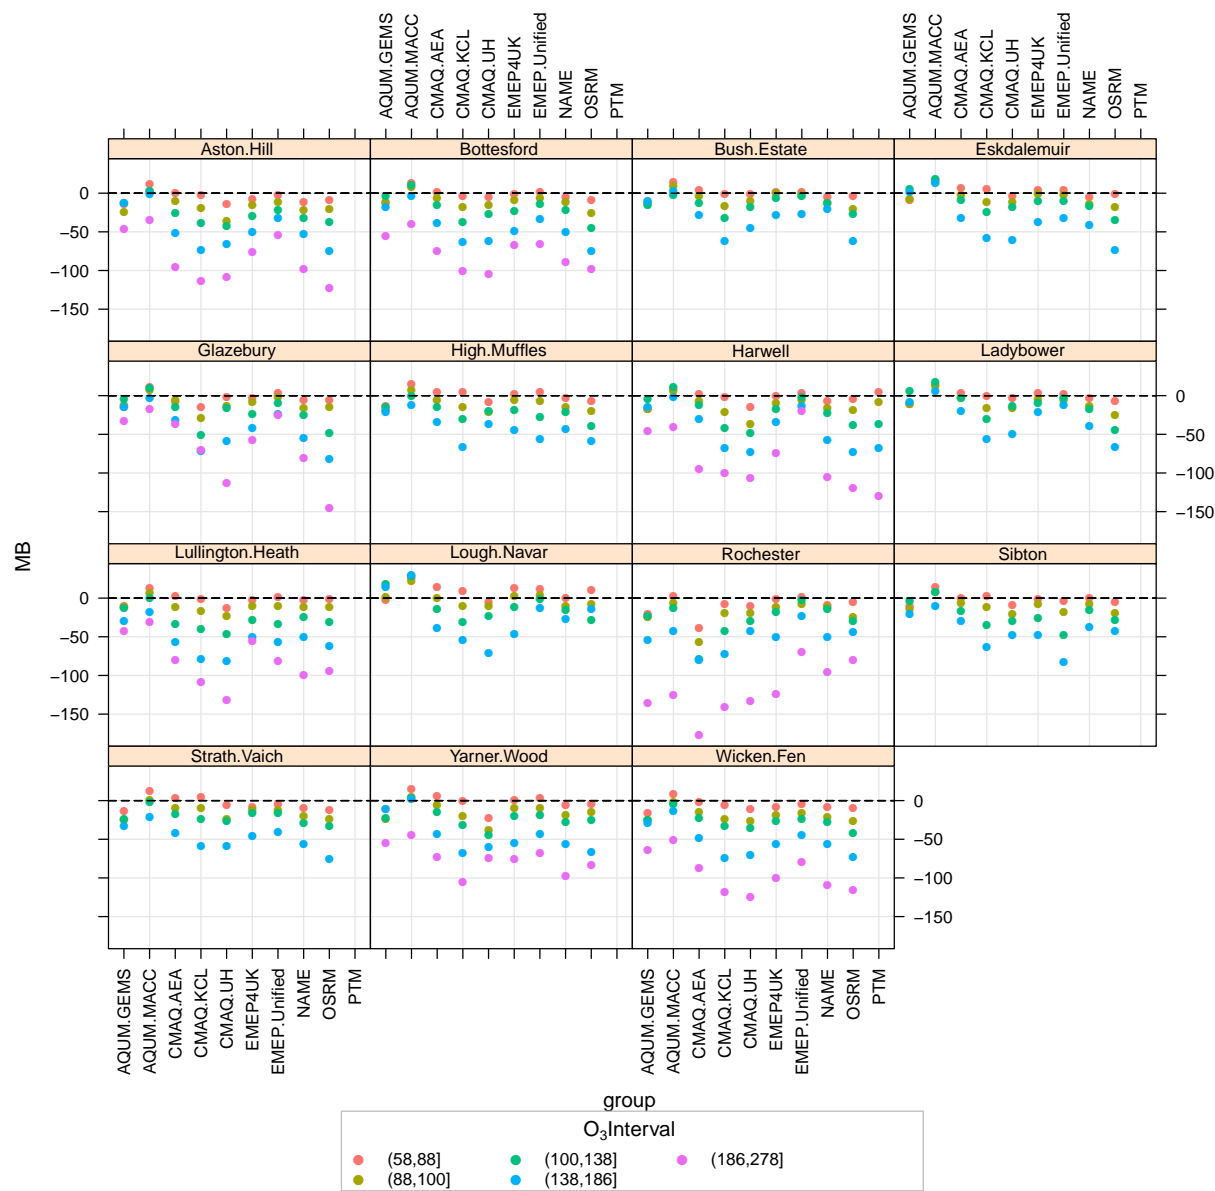 AQUM.GEMS
AQUM.MACC
CMAQ.AEA
CMAQ.KCL
CMAQ.UH
EMEP4UK
EMEP.Unified
NAME
OSRM
PTM
AQUM.GEMS
AQUM.MACC
CMAQ.AEA
CMAQ.KCL
CMAQ.UH
EMEP4UK
EMEP.Unified
NAME
OSRM
PTM
Aston.Hill Bottesford Bush.Estate Eskdalemuir
0
−50
−100
−150
Glazebury High.Muffles Harwell Ladybower
0
−50
−100
−150
MB
Lullington.Heath Lough.Navar Rochester Sibton
0
−50
−100
−150
Strath.Vaich Yarner.Wood Wicken.Fen
0
−50
−100
−150
AQUM.GEMS
AQUM.MACC
CMAQ.AEA
CMAQ.KCL
CMAQ.UH
EMEP4UK
EMEP.Unified
NAME
OSRM
PTM
AQUM.GEMS
AQUM.MACC
CMAQ.AEA
CMAQ.KCL
CMAQ.UH
EMEP4UK
EMEP.Unified
NAME
OSRM
PTM
group
O₃Interval
(58,88] (100,138] (186,278]
(88,100] (138,186]